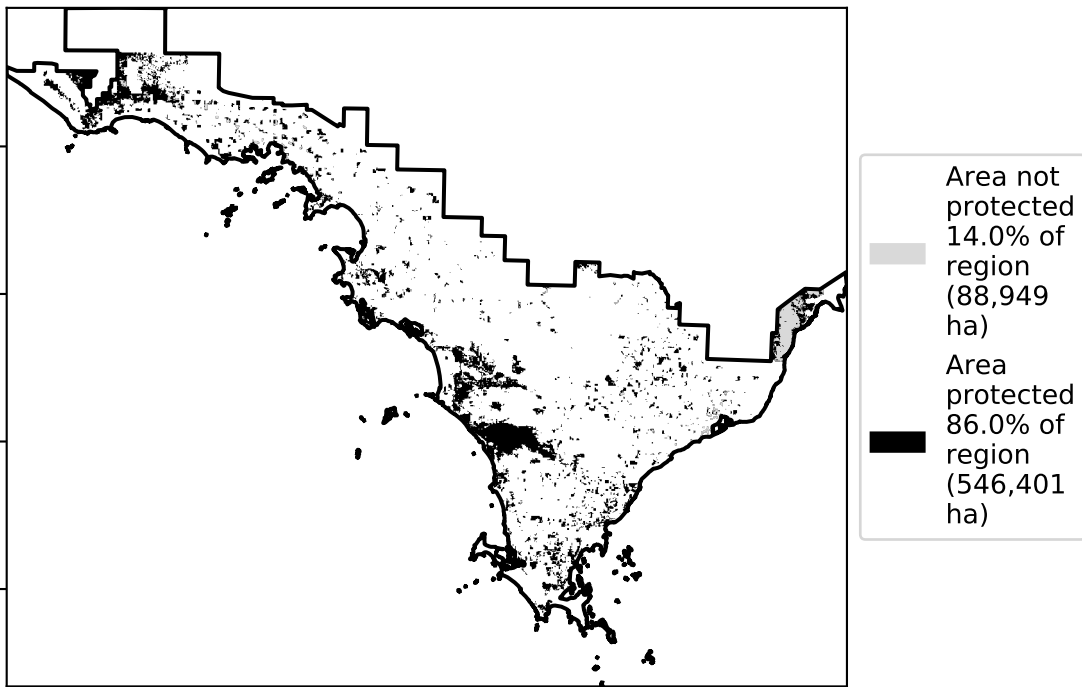 Area not
protected
14.0% of
region
(88,949
ha)
Area
protected
86.0% of
region
(546,401
ha)